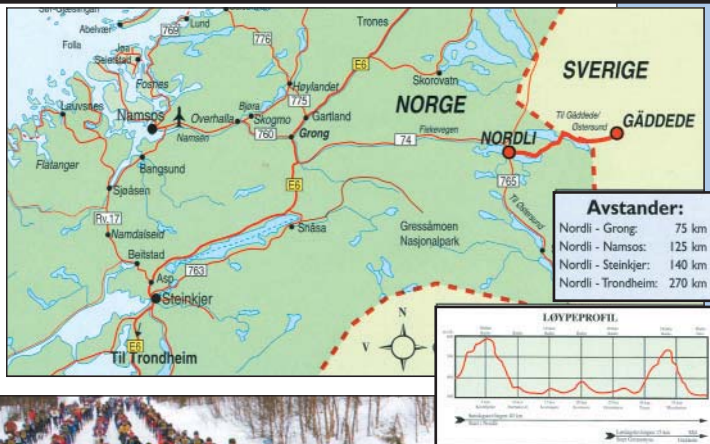 Abelvær
Lund
Trones
769
776
Folla
Jøa
Seierstad
E6
Fosnes
Høylandet
Skorovatn
SVERIGE
775
Lauvsnes
Namsos
Overhalla
Bjøra
Skogmo
Gartland
NORGE
Til Gäddede/
Østersund
GÄDDEDE
Namsen
760
Grong
74
Fiskevegen
NORDLI
Flatanger
Bangsund
765
Sjøåsen
E6
Til Østersund
Rv.17
Snåsa
Gressåmoen
Nasjonalpark
Namdalseid
Beitstad
763
Asp
Steinkjer
E6
Til Trondheim
N
V
Avstander:
Nordli - Grong: 75 km
Nordli - Namsos: 125 km
Nordli - Steinkjer: 140 km
Nordli - Trondheim: 270 km
LØYPEPROFIL